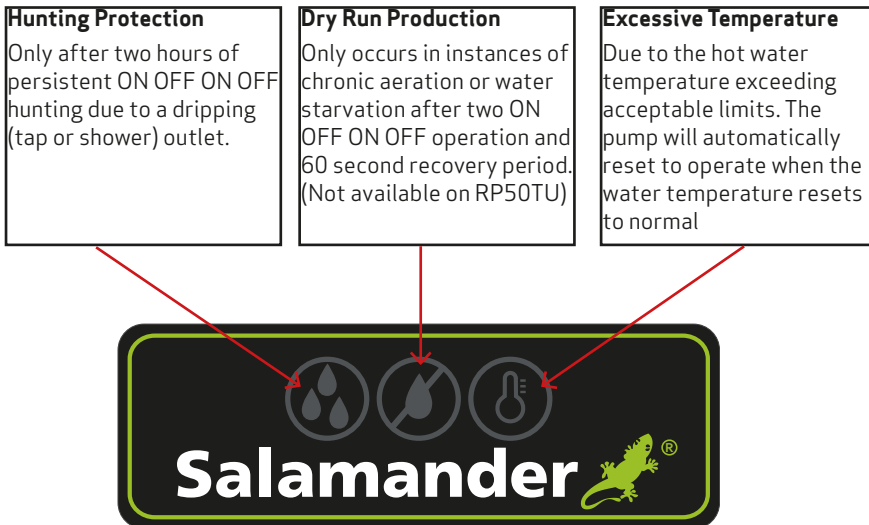 Hunting Protection
Only after two hours of
persistent ON OFF ON OFF
hunting due to a dripping
(tap or shower) outlet.
Dry Run Production
Only occurs in instances of
chronic aeration or water
starvation after two ON
OFF ON OFF operation and
60 second recovery period.
(Not available on RP50TU)
Excessive Temperature
Due to the hot water
temperature exceeding
acceptable limits. The
pump will automatically
reset to operate when the
water temperature resets
to normal
Salamander ®